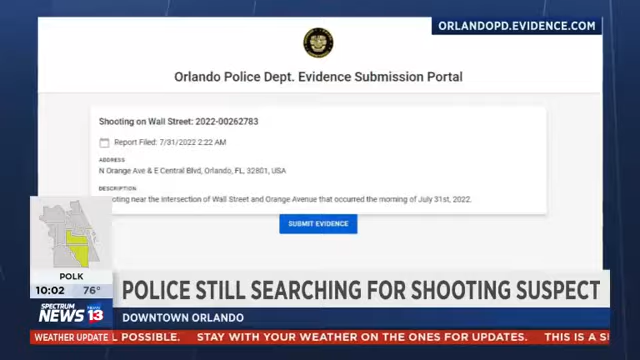 ORLANDOPD.EVIDENCE.COM
Orlando Police Dept. Evidence Submission Portal
Shooting on Wall Street: 2022-00262783
Report Filed: 7/31/2022 2:22 AM
ADDRESS
N Orange Ave & E Central Blvd, Orlando, FL, 32801, USA
DESCRIPTION
oting near the intersection of Wall Street and Orange Avenue that occurred the morning of July 31st, 2022.
SUBMIT EVIDENCE
POLK
10:02 76°
POLICE STILL SEARCHING FOR SHOOTING SUSPECT
SPECTRUM
NEWS 13
DOWNTOWN ORLANDO
WEATHER UPDATE L POSSIBLE. STAY WITH YOUR WEATHER ON THE ONES FOR UPDATES. THIS IS A SU